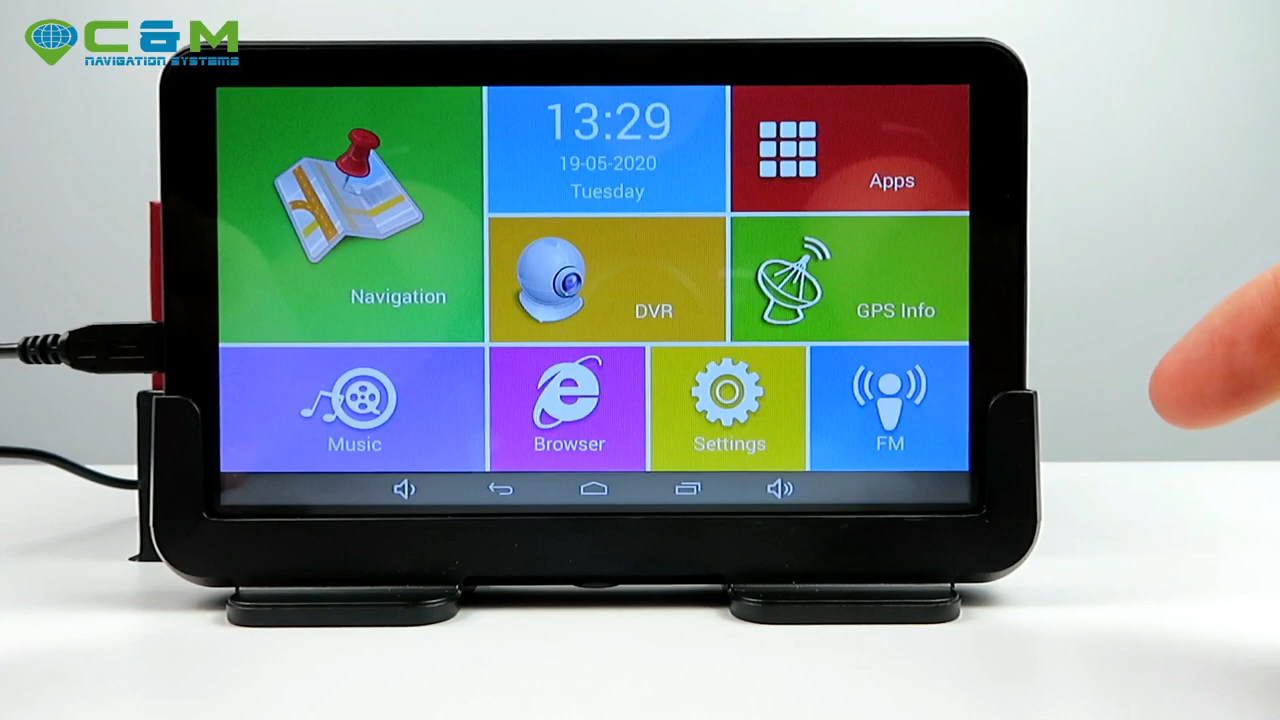 C & M
NAVIGATION SYSTEMS
13:29
19-05-2020
Tuesday
Apps
Navigation
DVR
GPS Info
Music
Browser
Settings
FM